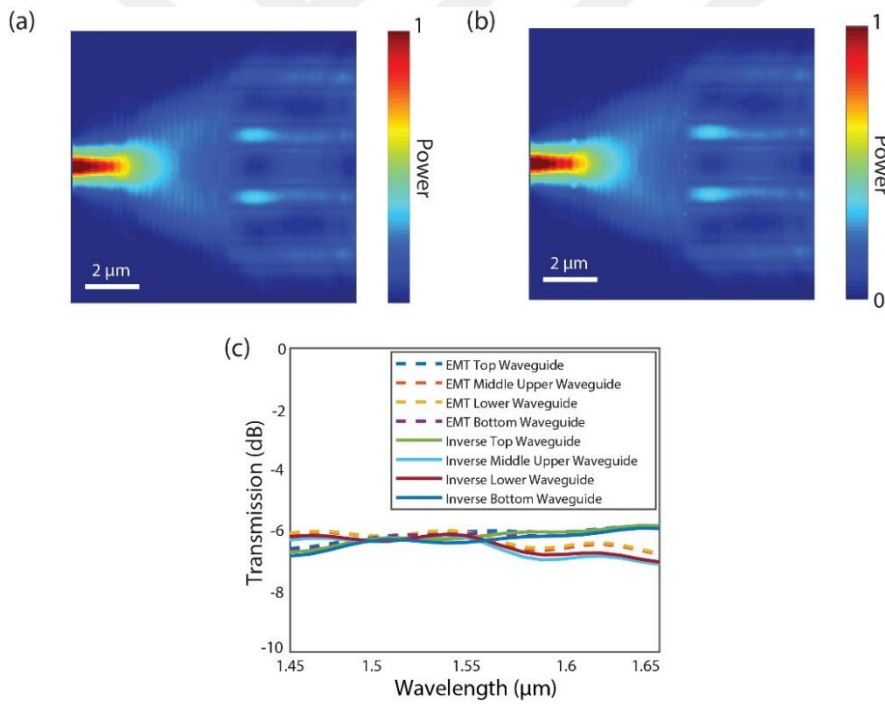 (a)
1
Power
2 μm
(b)
1
Power
0
2 μm
(c)
0
-2
-4
-6
-8
-10
Transmission (dB)
EMT Top Waveguide
EMT Middle Upper Waveguide
EMT Lower Waveguide
EMT Bottom Waveguide
Inverse Top Waveguide
Inverse Middle Upper Waveguide
Inverse Lower Waveguide
Inverse Bottom Waveguide
1.45
1.5
1.55
1.6
1.65
Wavelength (μm)